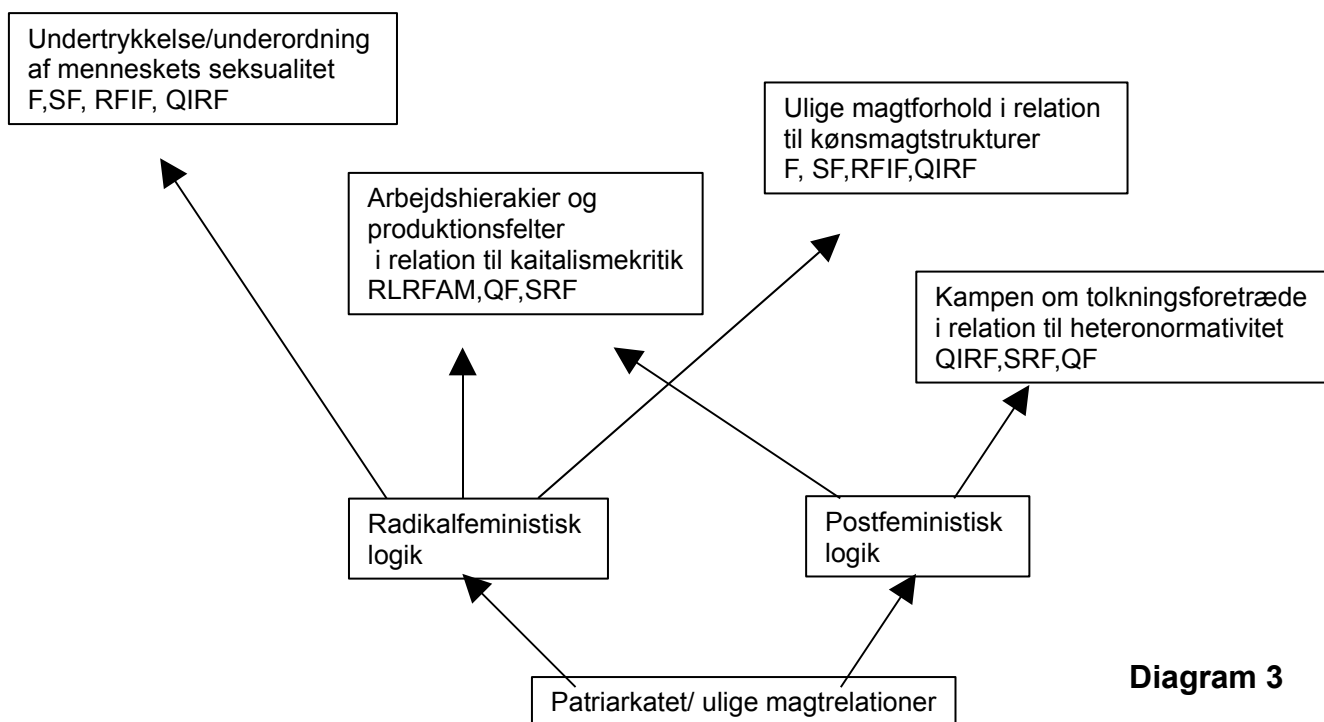 Undertrykkelse/underordning
af menneskets seksualitet
F,SF, RFIF, QIRF
Ulige magtforhold i relation
til kønsmagtstrukturer
F, SF,RFIF,QIRF
Arbejdshierakier og
produktionsfelter
i relation til kaitalismekritik
RLRFAM,QF,SRF
Kampen om tolkningsforetræde
i relation til heteronormativitet
QIRF,SRF,QF
Radikalfeministisk
logik
Postfeministisk
logik
Patriarkatet/ ulige magtrelationer
Diagram 3